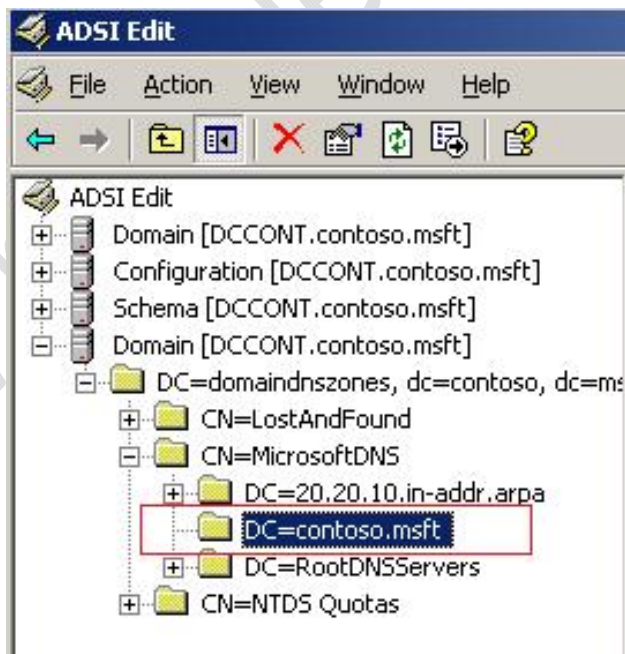 ADSI Edit
File Action View Window Help
ADSI Edit
Domain [DCCONT.contoso.msft]
Configuration [DCCONT.contoso.msft]
Schema [DCCONT.contoso.msft]
Domain [DCCONT.contoso.msft]
DC=domaindnszones, dc=contoso, dc=ms
CN=LostAndFound
CN=MicrosoftDNS
DC=20.20.10.in-addr.arpa
DC=contoso.msft
DC=RootDNSServers
CN=NTDS Quotas